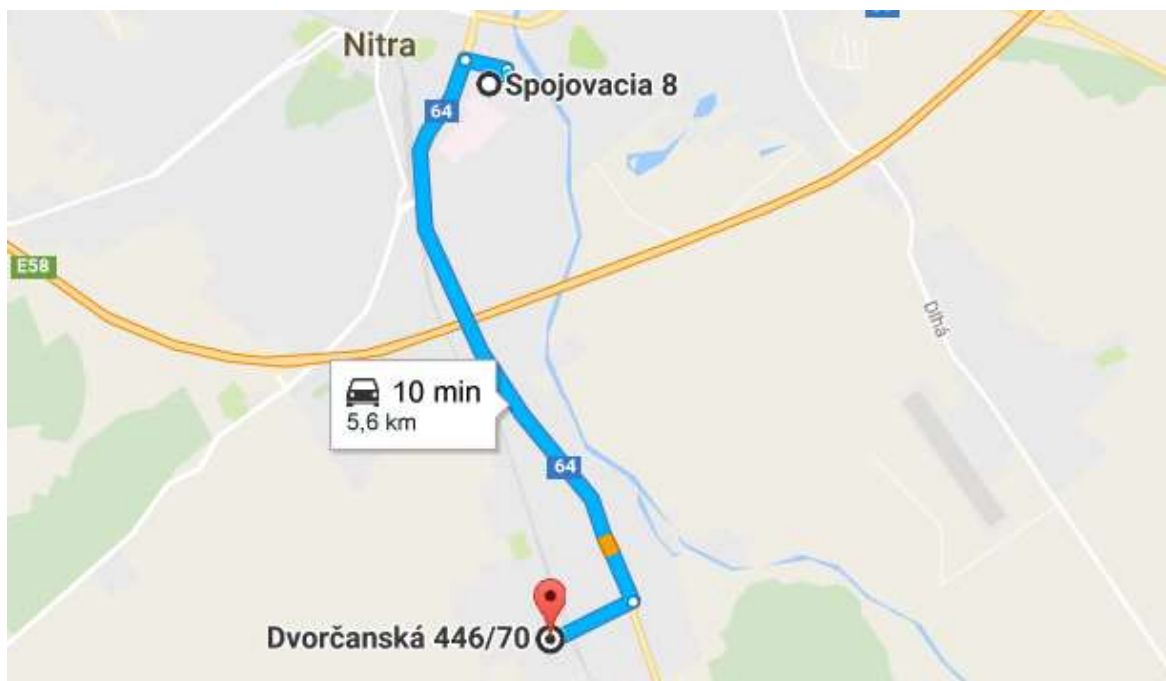 Nitra
Spojovacia 8
64
E58
Dlhá
10 min
5,6 km
64
Dvorčanská 446/70